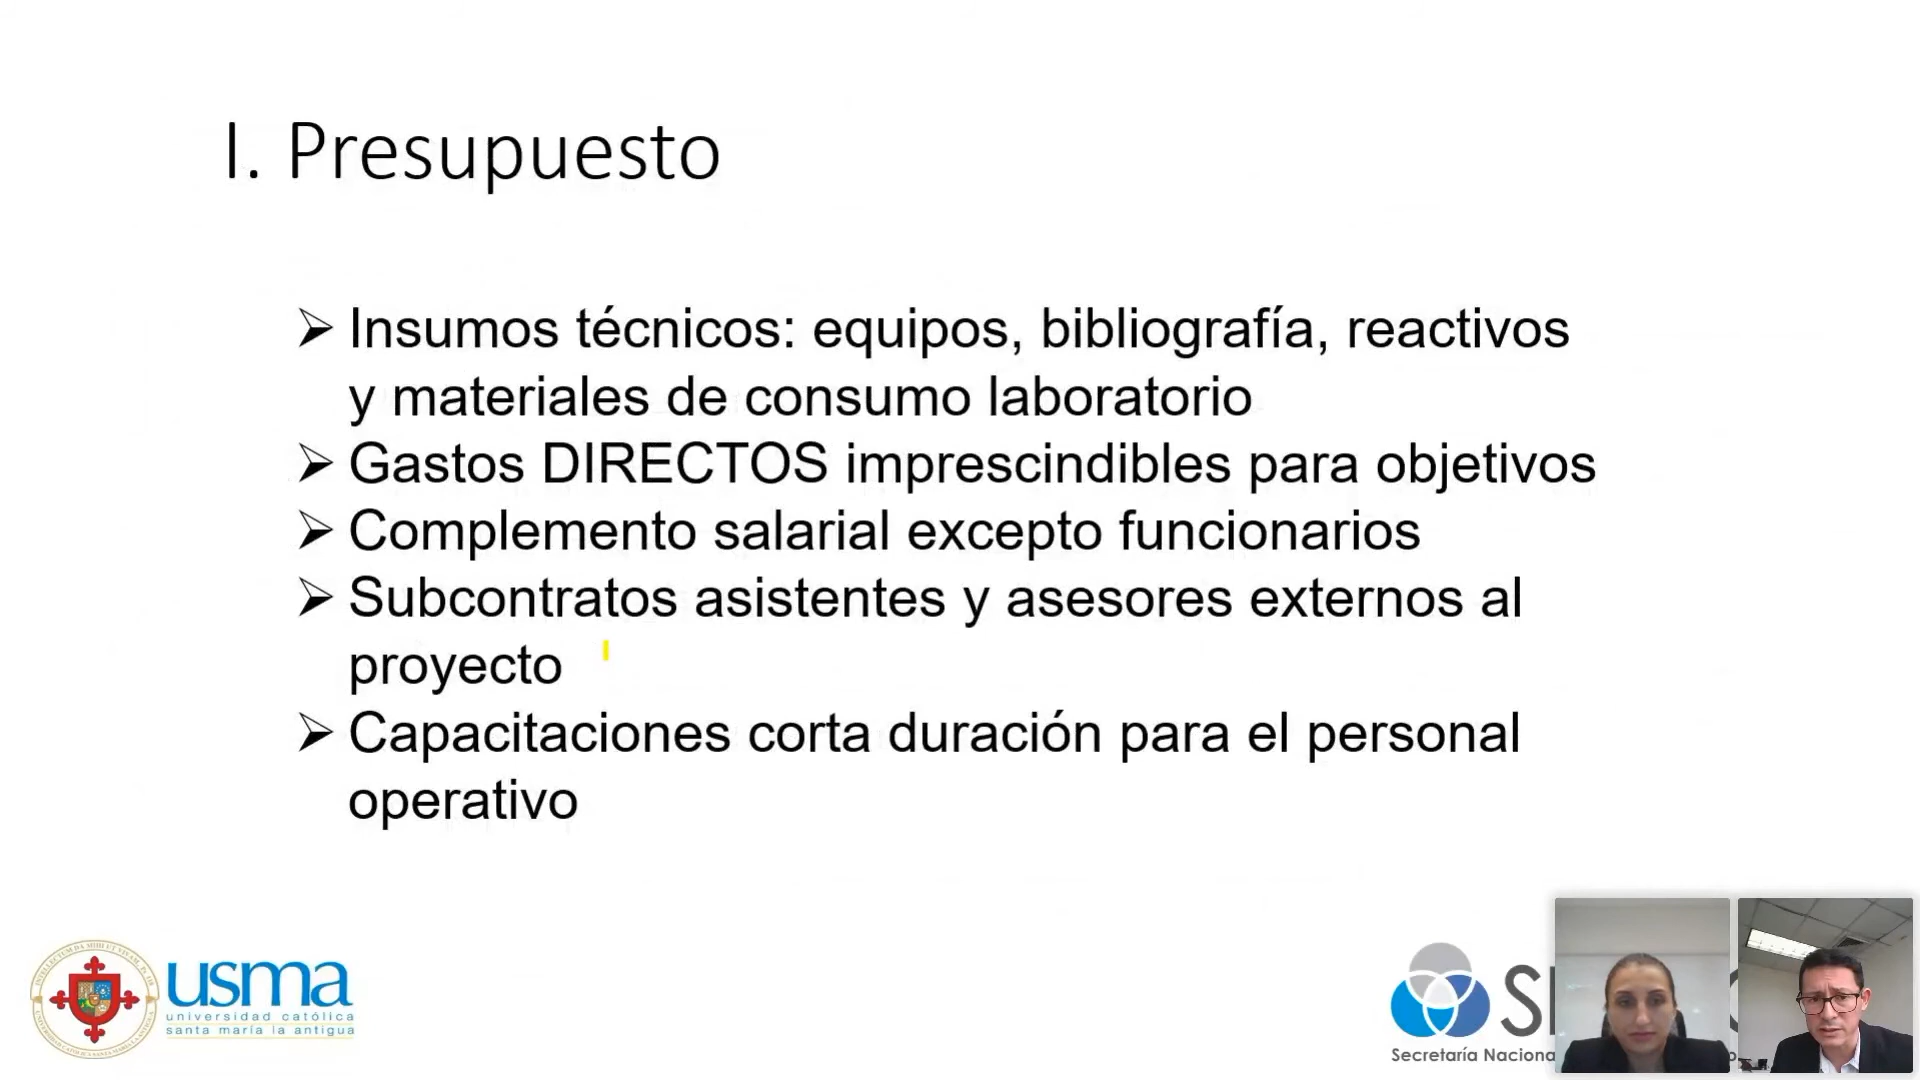 I. Presupuesto
➢ Insumos técnicos: equipos, bibliografía, reactivos
y materiales de consumo laboratorio
➢ Gastos DIRECTOS imprescindibles para objetivos
➢ Complemento salarial excepto funcionarios
➢ Subcontratos asistentes y asesores externos al
proyecto
➢ Capacitaciones corta duración para el personal
operativo
usma
universidad católica
santa maría la antigua
Secretaría